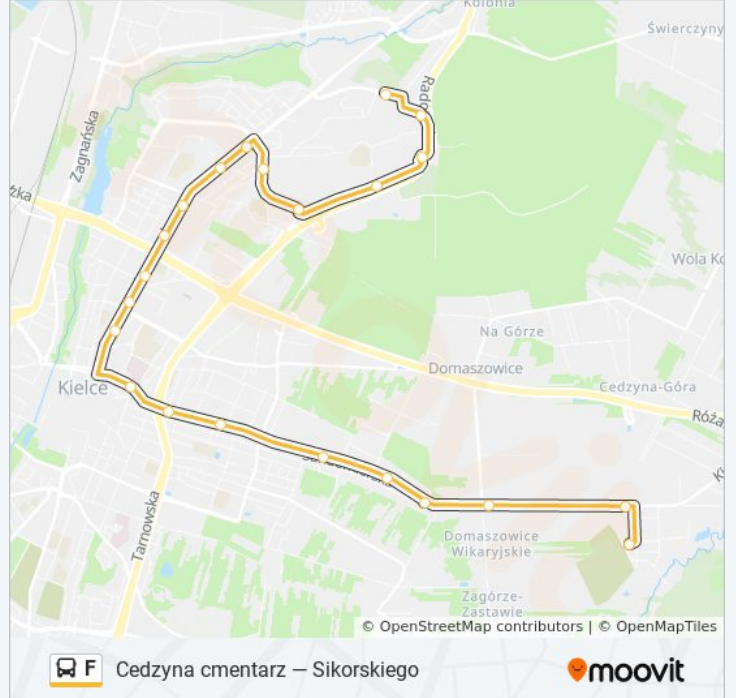 Kolonia
Świerczyny
Zagnańska
Wola Ko
Na Górze
Domaszowice
Cedzyna-Góra
Kielce
Róża
Tarnowska
Domaszowice
Wikaryjskie
Zagórze-
Zastawie
© OpenStreetMap contributors | © OpenMapTiles
F Cedzyna cmentarz — Sikorskiego
moovit